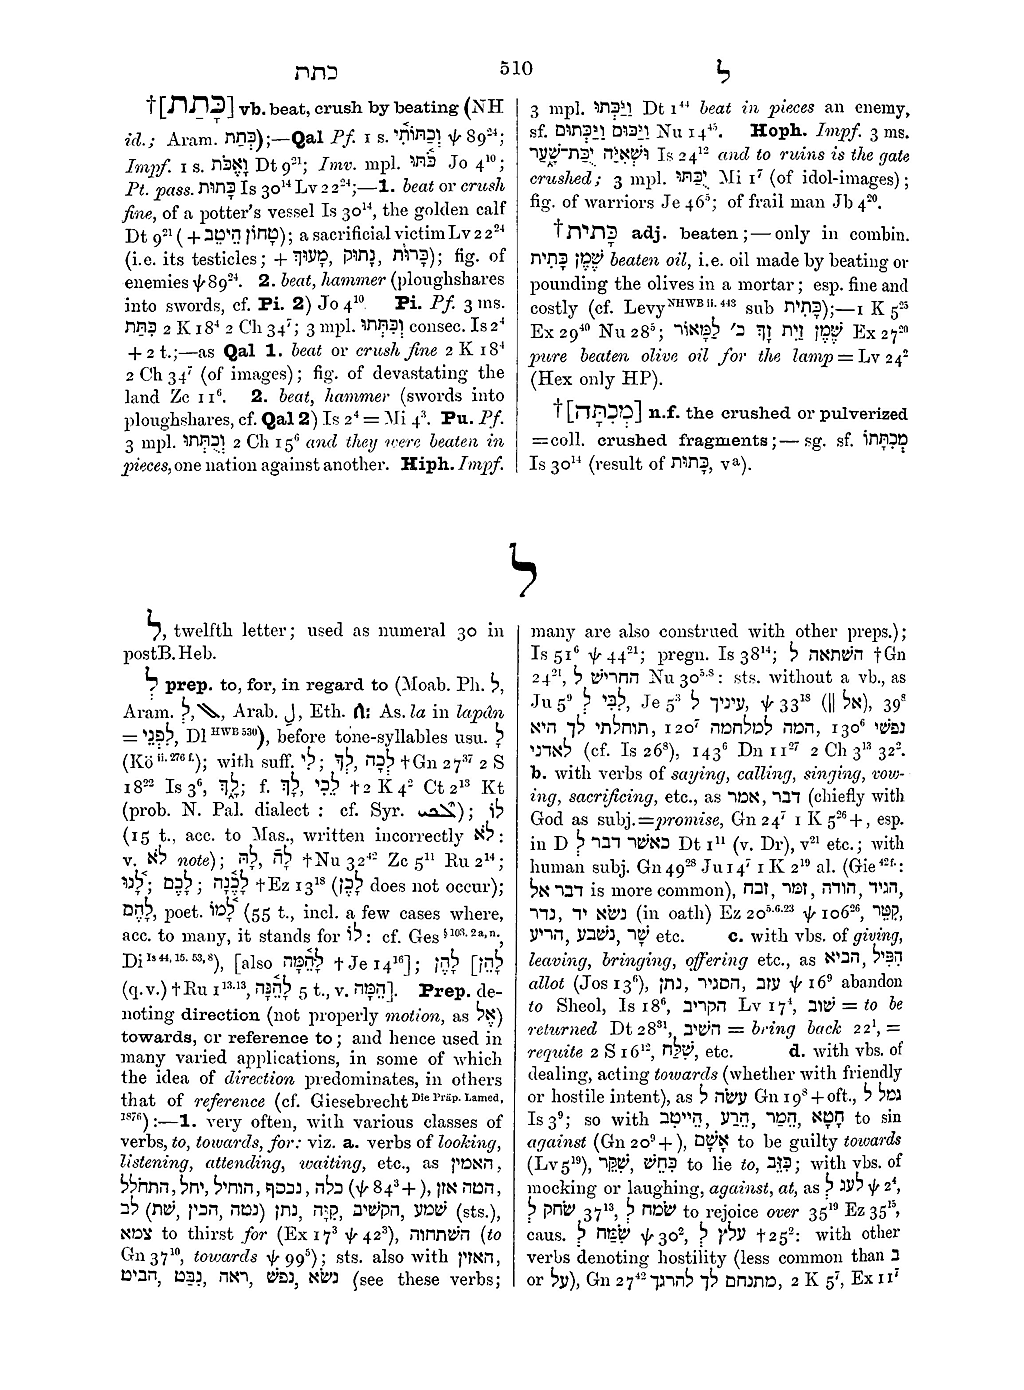 כתת
510
ל
†[כָּתַת] vb. beat, crush by beating (NH
id.; Aram. כְּתַת);—Qal Pf. 1 s. וְכַתּוֹתִי ψ 89²⁴;
Impf. 1 s. וָאֶכֹּת Dt 9²¹; Imv. mpl. כֹּתּוּ Jo 4¹⁰;
Pt. pass. כָּתוּת Is 30¹⁴ Lv 22²⁴;—1. beat or crush
fine, of a potter's vessel Is 30¹⁴, the golden calf
Dt 9²¹ (+טָחוֹן הֵיטֵב); a sacrificial victim Lv 22²⁴
(i.e. its testicles; + מָעוּךְ, נָתוּק, כָּרוּת); fig. of
enemies ψ 89²⁴. 2. beat, hammer (ploughshares
into swords, cf. Pi. 2) Jo 4¹⁰. Pi. Pf. 3 ms.
כִּתַּת 2 K 18⁴ 2 Ch 34⁷; 3 mpl. וְכִתְּתוּ consec. Is 2⁴
+ 2 t.;—as Qal 1. beat or crush fine 2 K 18⁴
2 Ch 34⁷ (of images); fig. of devastating the
land Zc 11⁶. 2. beat, hammer (swords into
ploughshares, cf. Qal 2) Is 2⁴ = Mi 4³. Pu. Pf.
3 mpl. וְכֻתְּתוּ 2 Ch 15⁶ and they were beaten in
pieces, one nation against another. Hiph. Impf.
3 mpl. וַיַּכְּתוּ Dt 1⁴⁴ beat in pieces an enemy,
sf. וַיַּכּוּם וַיַּכְּתוּם Nu 14⁴⁵. Hoph. Impf. 3 ms.
וּשְׁאִיָּה יֻכַּת־שָׁעַר Is 24¹² and to ruins is the gate
crushed; 3 mpl. יֻכַּתּוּ Mi 1⁷ (of idol-images);
fig. of warriors Je 46⁵; of frail man Jb 4²⁰.
†כָּתִית adj. beaten;—only in combin.
שֶׁמֶן כָּתִית beaten oil, i.e. oil made by beating or
pounding the olives in a mortar; esp. fine and
costly (cf. Levy NHWB ii. 443 sub כָּתִית);—1 K 5²⁵
Ex 29⁴⁰ Nu 28⁵; שֶׁמֶן זַיִת זָךְ כ׳ לַמָּאוֹר Ex 27²⁰
pure beaten olive oil for the lamp = Lv 24²
(Hex only HP).
†[מְכִתָּה] n.f. the crushed or pulverized
=coll. crushed fragments;—sg. sf. מְכִתָּתוֹ
Is 30¹⁴ (result of כָּתוּת, vᵃ).
ל
ל, twelfth letter; used as numeral 30 in
postB.Heb.
לְ prep. to, for, in regard to (Moab. Ph. ל,
Aram. לְ, Arab. لِ, Eth. ለ: As. la in lapân
= לִפְנֵי, Dl HWB 530), before tone-syllables usu. לָ
(Kö ii. 276 f.); with suff. לִי; לְךָ, לְכָה †Gn 27³⁷ 2 S
18²² Is 3⁶, לָךְ; f. לָךְ, לְכִי †2 K 4² Ct 2¹³ Kt
(prob. N. Pal. dialect : cf. Syr. ); לוֹ
(15 t., acc. to Mas., written incorrectly לֹא:
v. לֹא note); לָהּ, לָהֿ †Nu 32⁴² Zc 5¹¹ Ru 2¹⁴;
לָנוּ; לָכֶם; לָכֶנָה †Ez 13¹⁸ (לָכֶן does not occur);
לָהֶם, poet. לָמוֹ (55 t., incl. a few cases where,
acc. to many, it stands for לוֹ: cf. Ges § 103. 2 a, n.,
Di Is 44, 15. 53, 8), [also לָהֵמָּה † Je 14¹⁶]; לָהֶן [לָהֵן
(q.v.) † Ru 1¹³·¹³, לָהֵנָּה 5 t., v. הֵמָּה]. Prep. de-
noting direction (not properly motion, as אֶל)
towards, or reference to; and hence used in
many varied applications, in some of which
the idea of direction predominates, in others
that of reference (cf. Giesebrecht Die Präp. Lamed,
1876):—1. very often, with various classes of
verbs, to, towards, for: viz. a. verbs of looking,
listening, attending, waiting, etc., as האמין,
הטה אזן, (ψ 84³+) כלה, נכסף, הוחיל, יחל, התחלל,
שמע, הקשיב, קִוָּה, נתן (נטה, הכין, שת) לב (sts.),
צמא to thirst for (Ex 17³ ψ 42³), השתחוה (to
Gn 37¹⁰, towards ψ 99⁵); sts. also with האזין,
נשׂא נפשׁ, ראה, נִבַּט, הביט (see these verbs;
many are also construed with other preps.);
Is 51⁶ ψ 44²¹; pregn. Is 38¹⁴; השתאה ל †Gn
24²¹, החריש ל Nu 30⁵·⁸: sts. without a vb., as
Ju 5⁹ לִבִּי ל, Je 5³ עיניך ל, ψ 33¹⁸ (‖ אל), 39⁸
תוחלתי לך היא, 120⁷ המה למלחמה, 130⁶ נפשי
לאדני (cf. Is 26⁸), 143⁶ Dn 11²⁷ 2 Ch 3¹³ 32².
b. with verbs of saying, calling, singing, vow-
ing, sacrificing, etc., as דבר, אמר (chiefly with
God as subj.=promise, Gn 24⁷ 1 K 5²⁶+, esp.
in D כאשר דבר ל Dt 1¹¹ (v. Dr), v²¹ etc.; with
human subj. Gn 49²⁸ Ju 14⁷ 1 K 2¹⁹ al. (Gie 42 f.:
דבר אל is more common), הגיד, הודה, זמר, זבח,
נשׂא יד, נדר (in oath) Ez 20⁵·⁶·²³ ψ 106²⁶, קִטֵּר,
שָׁר, נשבע, הריע etc. c. with vbs. of giving,
leaving, bringing, offering etc., as הִפִּיל, הביא
allot (Jos 13⁶), הסגיר, נתן, עזב ψ 16⁹ abandon
to Sheol, Is 18⁶, הקריב Lv 17⁴, שׁוב = to be
returned Dt 28³¹, השיב = bring back 22¹, =
requite 2 S 16¹², שִׁלַּח, etc. d. with vbs. of
dealing, acting towards (whether with friendly
or hostile intent), as עשׂה ל Gn 19⁸ + oft., גמל ל
Is 3⁹; so with חָטָא, הֵמֵר, הֵרַע, הֵיטִב to sin
against (Gn 20⁹+), אָשַׁם to be guilty towards
(Lv 5¹⁹), כִּחֵשׁ, שִׁקֵּר to lie to, כִּזֵּב; with vbs. of
mocking or laughing, against, at, as לעג ל ψ 2⁴,
שׂחק ל 37¹³, שׂמח ל to rejoice over 35¹⁹ Ez 35¹⁵,
caus. שִׂמַּח ל ψ 30², עלץ ל †25²: with other
verbs denoting hostility (less common than ב
or על), Gn 27⁴² מתנחם לך להרגך, 2 K 5⁷, Ex 11⁷